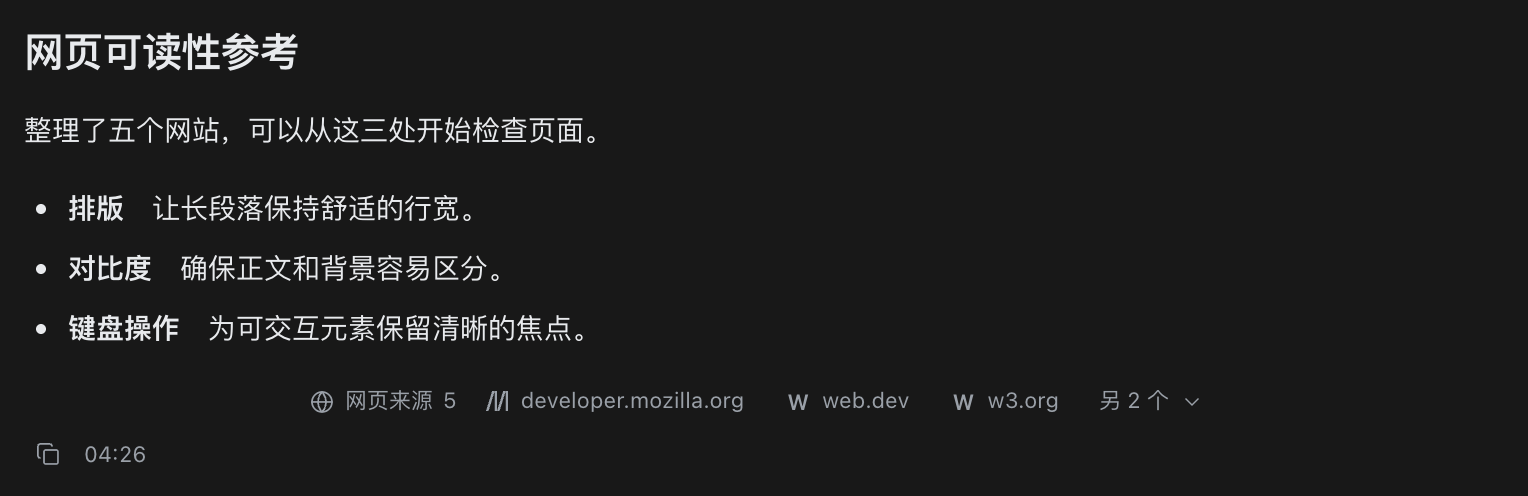 网页可读性参考
整理了五个网站，可以从这三处开始检查页面。
排版　让长段落保持舒适的行宽。
对比度　确保正文和背景容易区分。
键盘操作　为可交互元素保留清晰的焦点。
网页来源 5 developer.mozilla.org W web.dev W w3.org 另 2 个
04:26